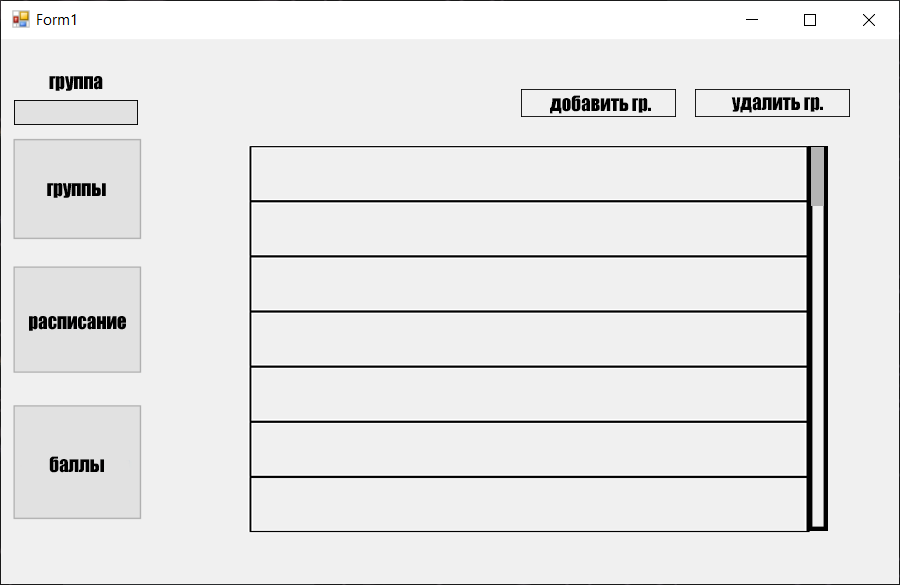 Form1
группа
добавить гр.
удалить гр.
группы
расписание
баллы